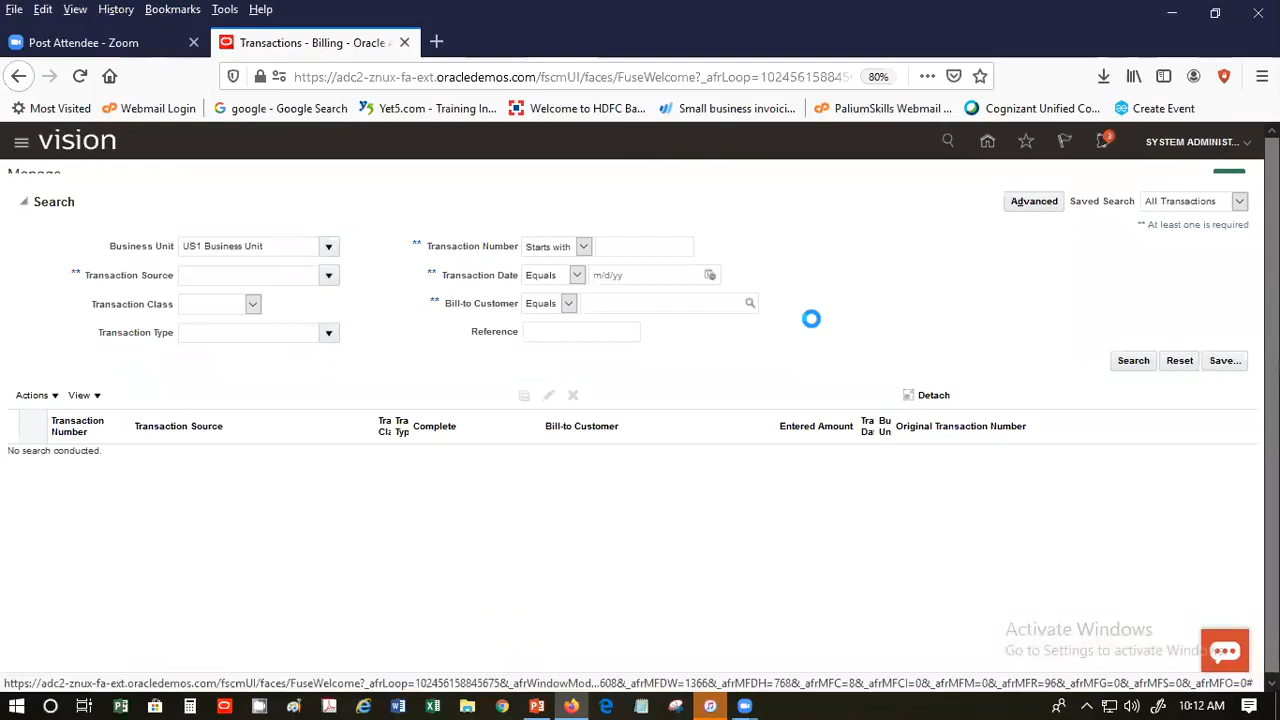 File Edit View History Bookmarks Tools Help
Post Attendee - Zoom
Transactions - Billing - Oracle A
https://adc2-znux-fa-ext.oracledemos.com/fscmUI/faces/FuseWelcome?_afrLoop=1024561588456 80%
Most Visited Webmail Login google - Google Search Yet5.com - Training In... Welcome to HDFC Ba... Small business invoici... PaliumSkills Webmail ... Cognizant Unified Co... Create Event
vision
3
SYSTEM ADMINIST...
Manage
Search
Advanced Saved Search All Transactions
** At least one is required
Business Unit US1 Business Unit
** Transaction Number Starts with
** Transaction Source
** Transaction Date Equals m/d/yy
Transaction Class
** Bill-to Customer Equals
Transaction Type
Reference
Search Reset Save...
Actions View Detach
Transaction Number Transaction Source Tra Cla Tra Typ Complete Bill-to Customer Entered Amount Tra Da Bu Un Original Transaction Number
No search conducted.
Activate Windows
Go to Settings to activate Windows.
https://adc2-znux-fa-ext.oracledemos.com/fscmUI/faces/FuseWelcome?_afrLoop=1024561588456675&_afrWindowMod...608&_afrMFDW=1366&_afrMFDH=768&_afrMFC=8&_afrMFCI=0&_afrMFM=0&_afrMFR=96&_afrMFG=0&_afrMFS=0&_afrMFO=0#
10:12 AM